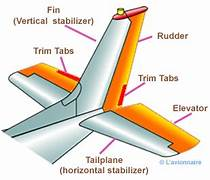 Fin
(Vertical stabilizer)
Rudder
Trim Tabs
Trim Tabs
Elevator
Tailplane
(horizontal stabilizer)
© L'avionnaire